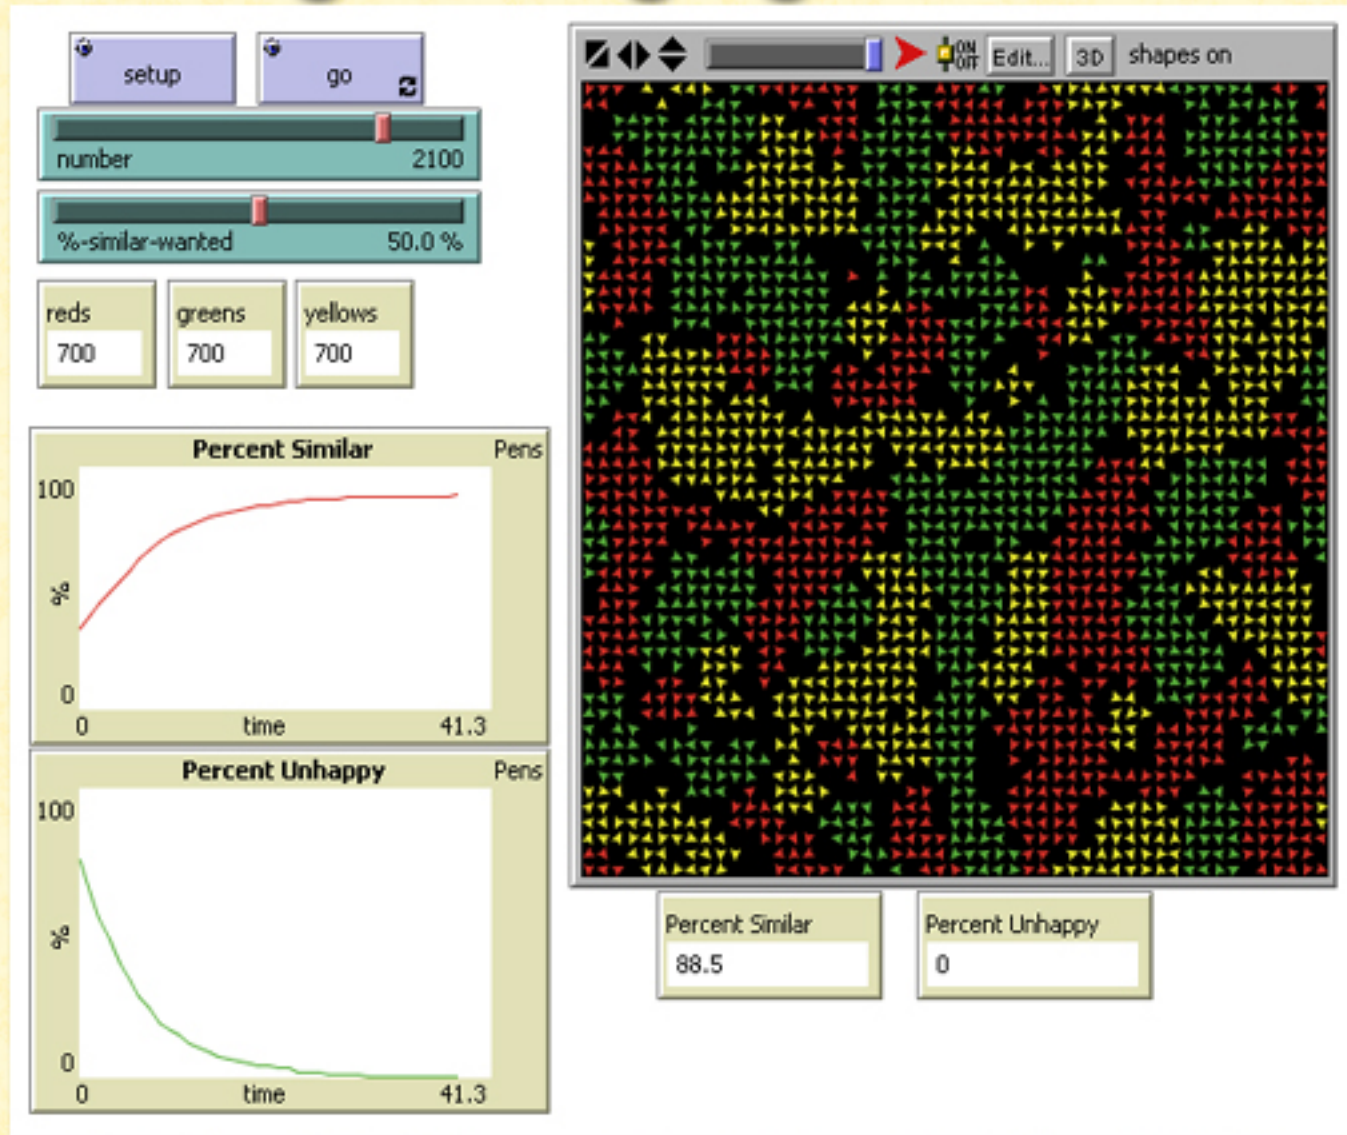 setup
go
number 2100
%-similar-wanted 50.0 %
reds
700
greens
700
yellows
700
Percent Similar Pens
100
%
0
0 time 41.3
Percent Unhappy Pens
100
%
0
0 time 41.3
ON
OFF
Edit...
3D
shapes on
Percent Similar
88.5
Percent Unhappy
0